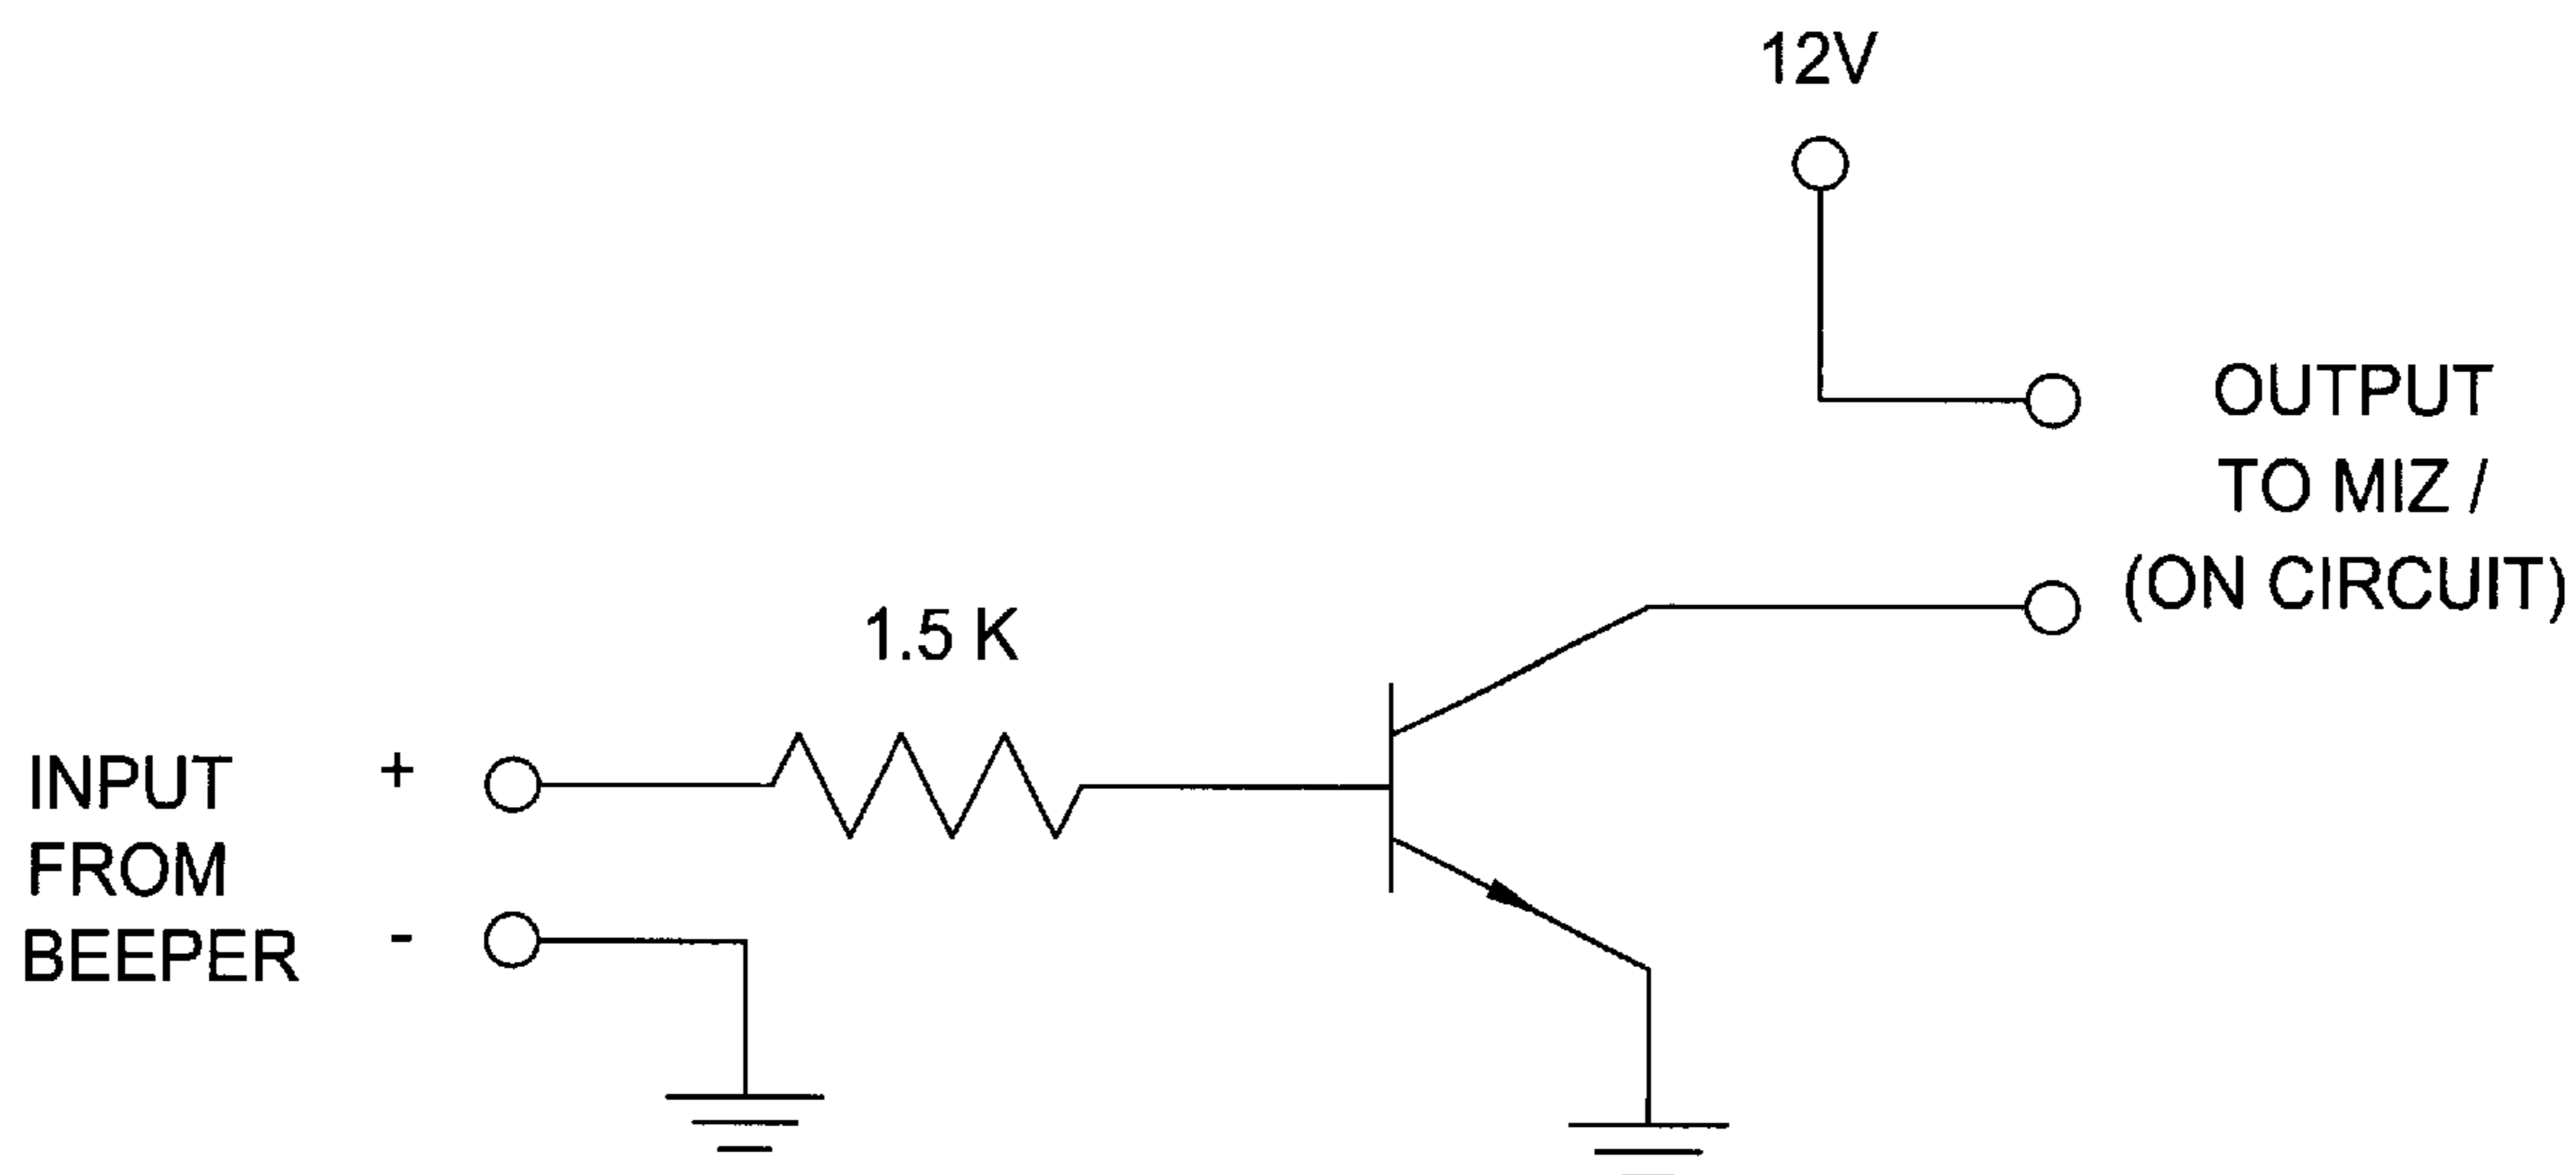 12V
OUTPUT
TO MIZ /
(ON CIRCUIT)
1.5 K
INPUT
FROM
BEEPER
+
-